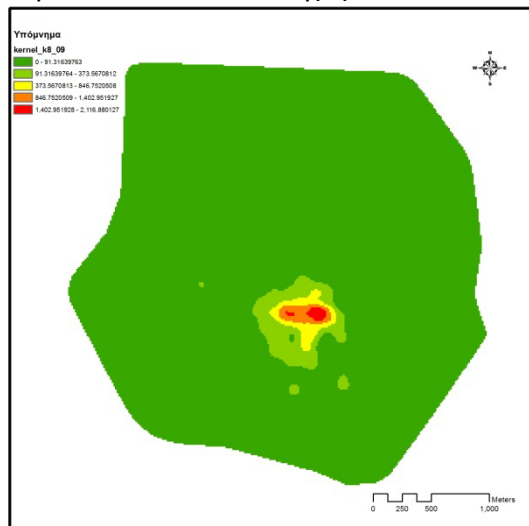 Υπόμνημα
kernel_k8_09
0 - 91.31639763
91.31639764 - 373.5670812
373.5670813 - 846.7520508
846.7520509 - 1,402.951927
1,402.951928 - 2,116.880127
N
W E
S
Meters
0 250 500 1,000